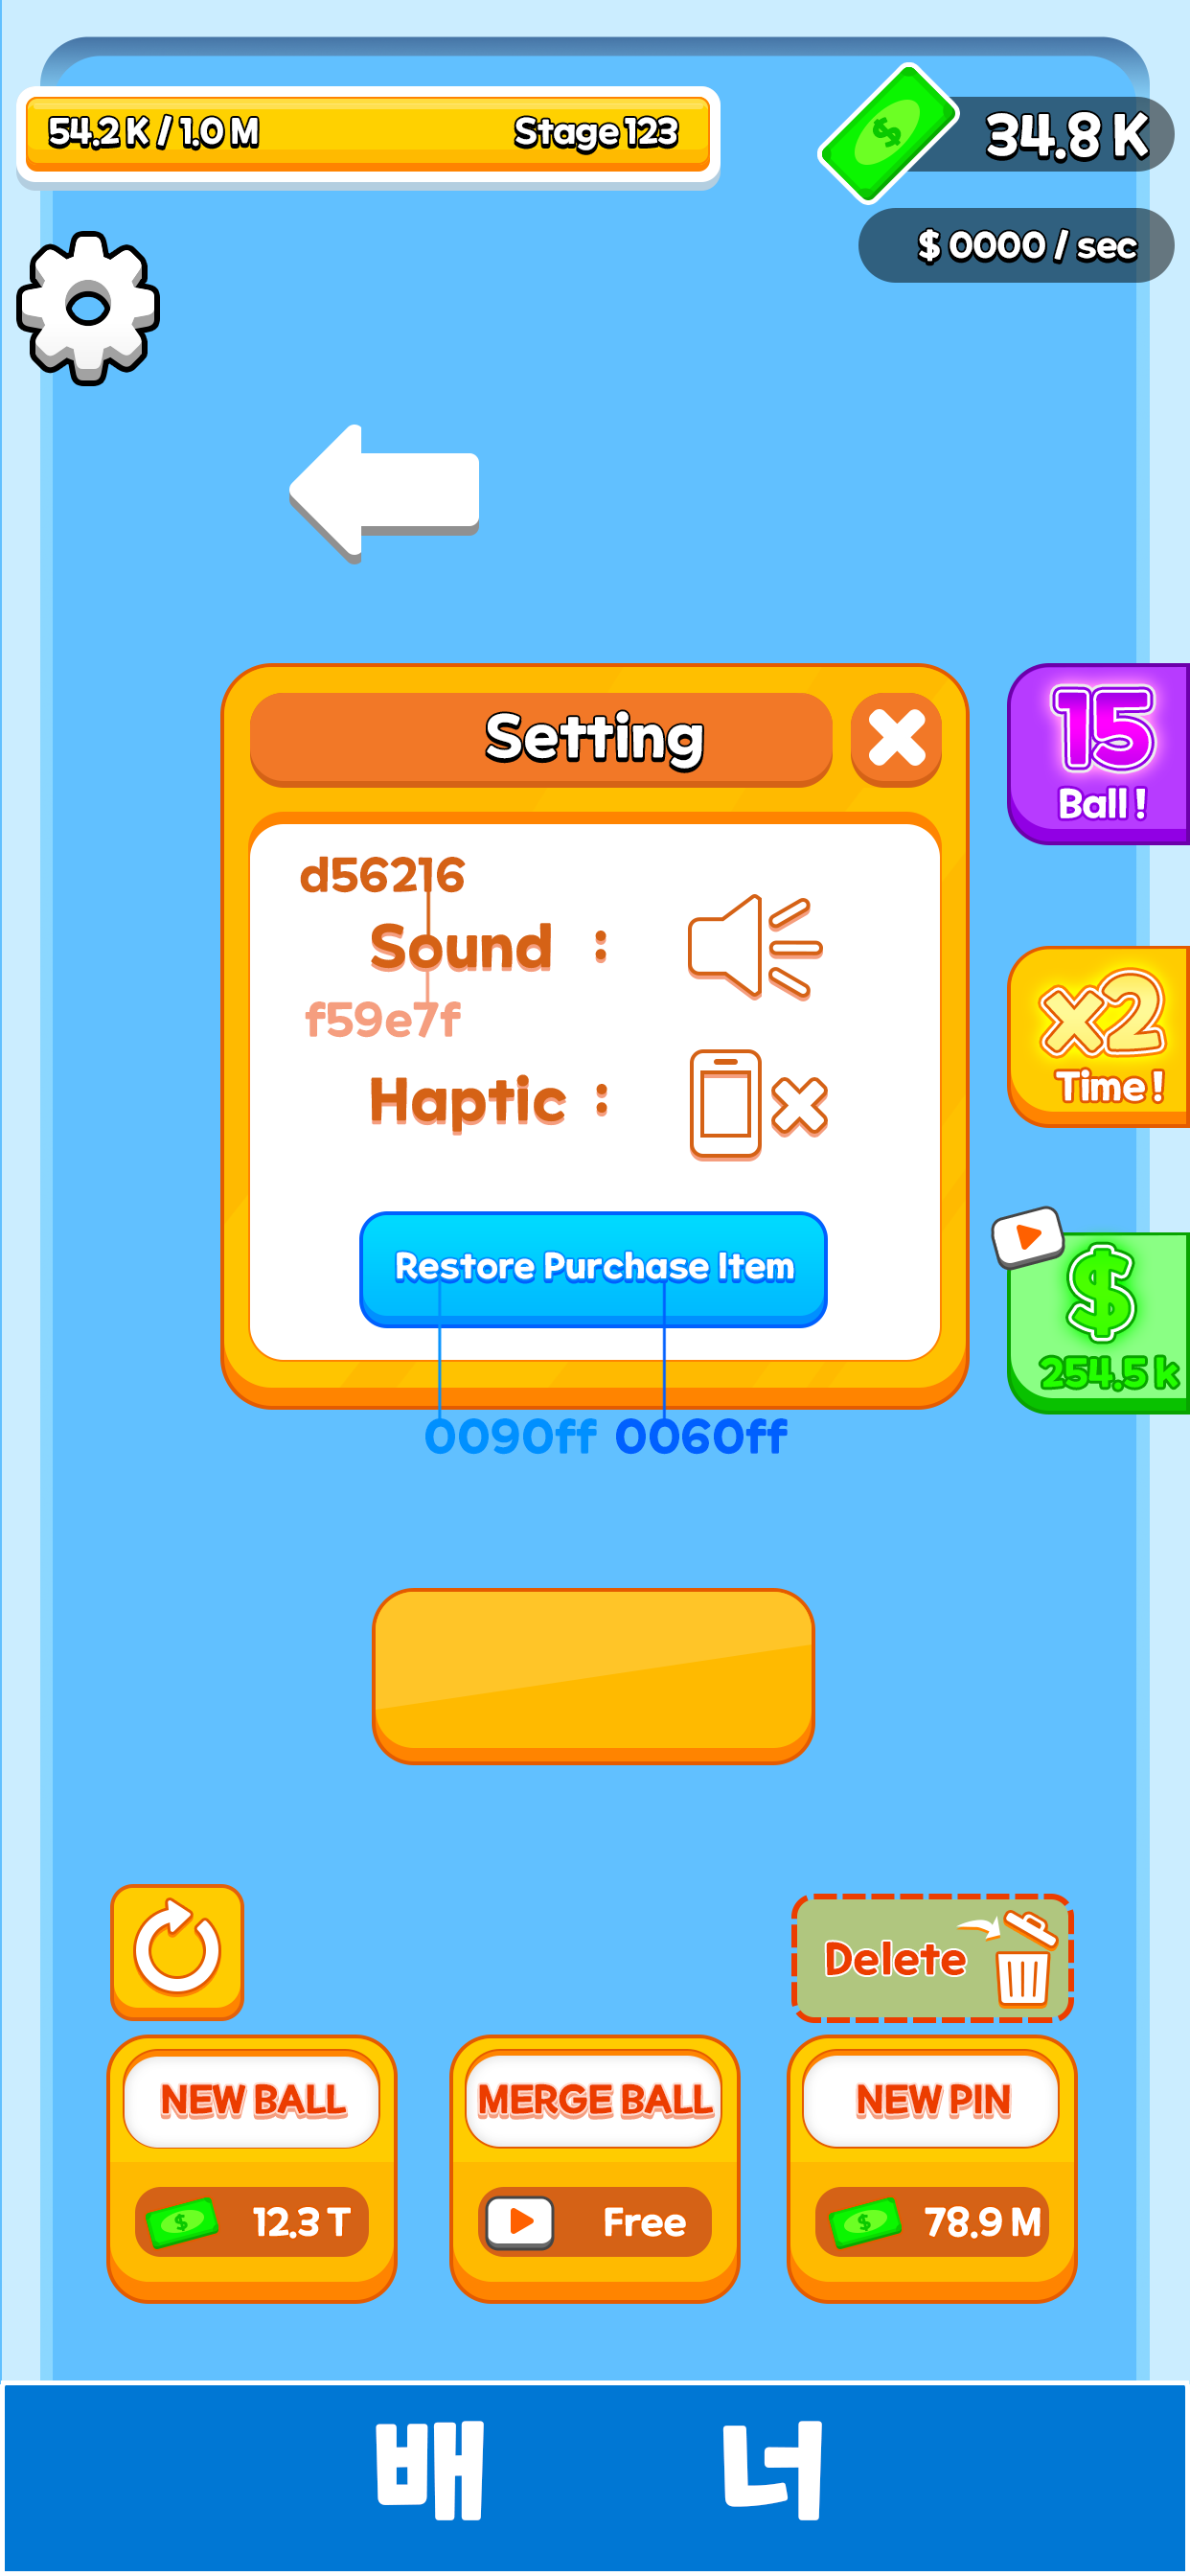 54.2 K / 1.0 M Stage 123
34.8 K
$ 0000 / sec
Setting
15
Ball !
d56216
Sound :
f59e7f
x2
Time !
Haptic :
Restore Purchase Item
$
254.5 k
0090ff 0060ff
Delete
NEW BALL
MERGE BALL
NEW PIN
$ 12.3 T
Free
$ 78.9 M
배 너